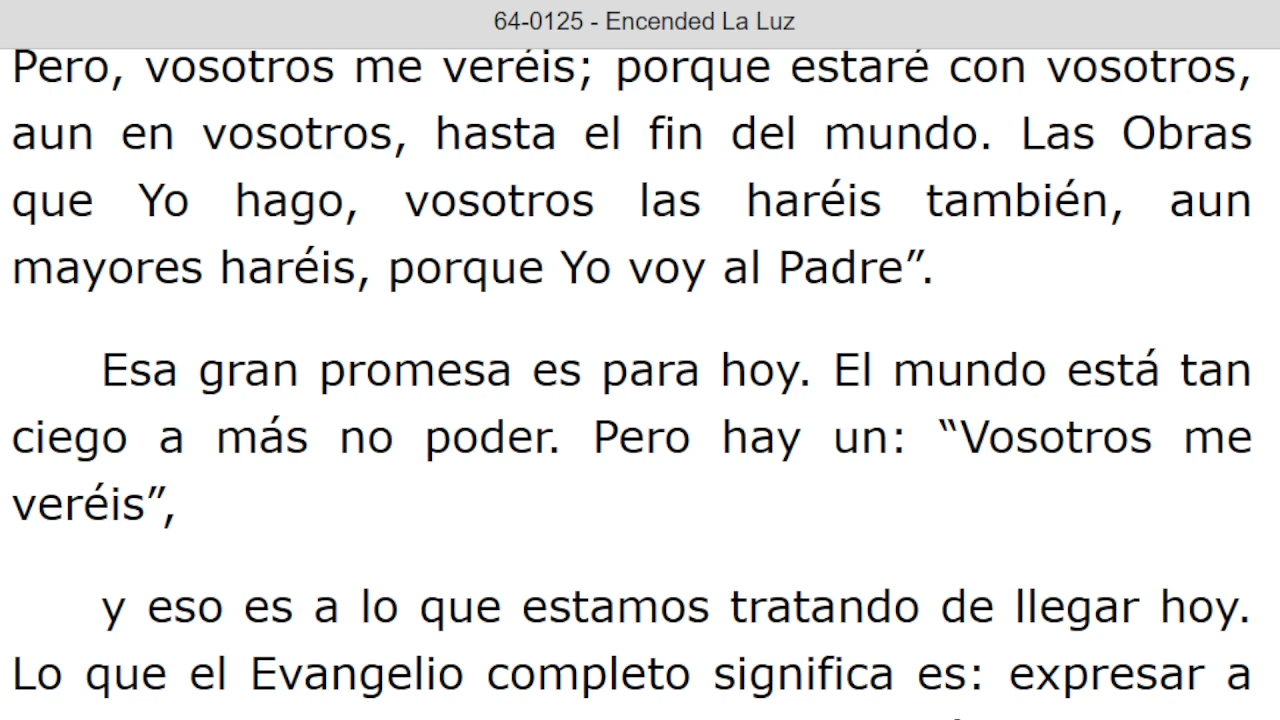 64-0125 - Encended La Luz
Pero, vosotros me veréis; porque estaré con vosotros,
aun en vosotros, hasta el fin del mundo. Las Obras
que Yo hago, vosotros las haréis también, aun
mayores haréis, porque Yo voy al Padre”.
Esa gran promesa es para hoy. El mundo está tan
ciego a más no poder. Pero hay un: “Vosotros me
veréis”,
y eso es a lo que estamos tratando de llegar hoy.
Lo que el Evangelio completo significa es: expresar a